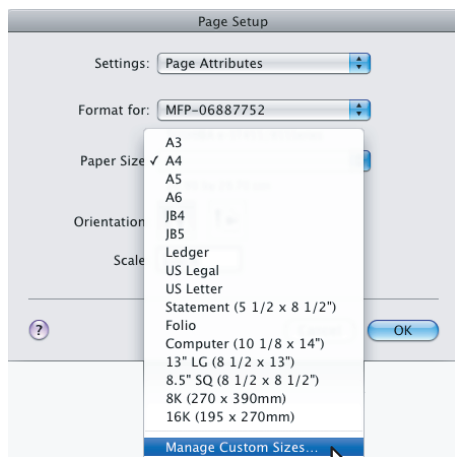 Page Setup
Settings: Page Attributes
Format for: MFP-06887752
Paper Size ✓ A4
A3
A5
A6
JB4
JB5
Orientation
Ledger
Scale
US Legal
US Letter
Statement (5 1/2 x 8 1/2")
Folio
? OK
Computer (10 1/8 x 14")
13" LG (8 1/2 x 13")
8.5" SQ (8 1/2 x 8 1/2")
8K (270 x 390mm)
16K (195 x 270mm)
Manage Custom Sizes...